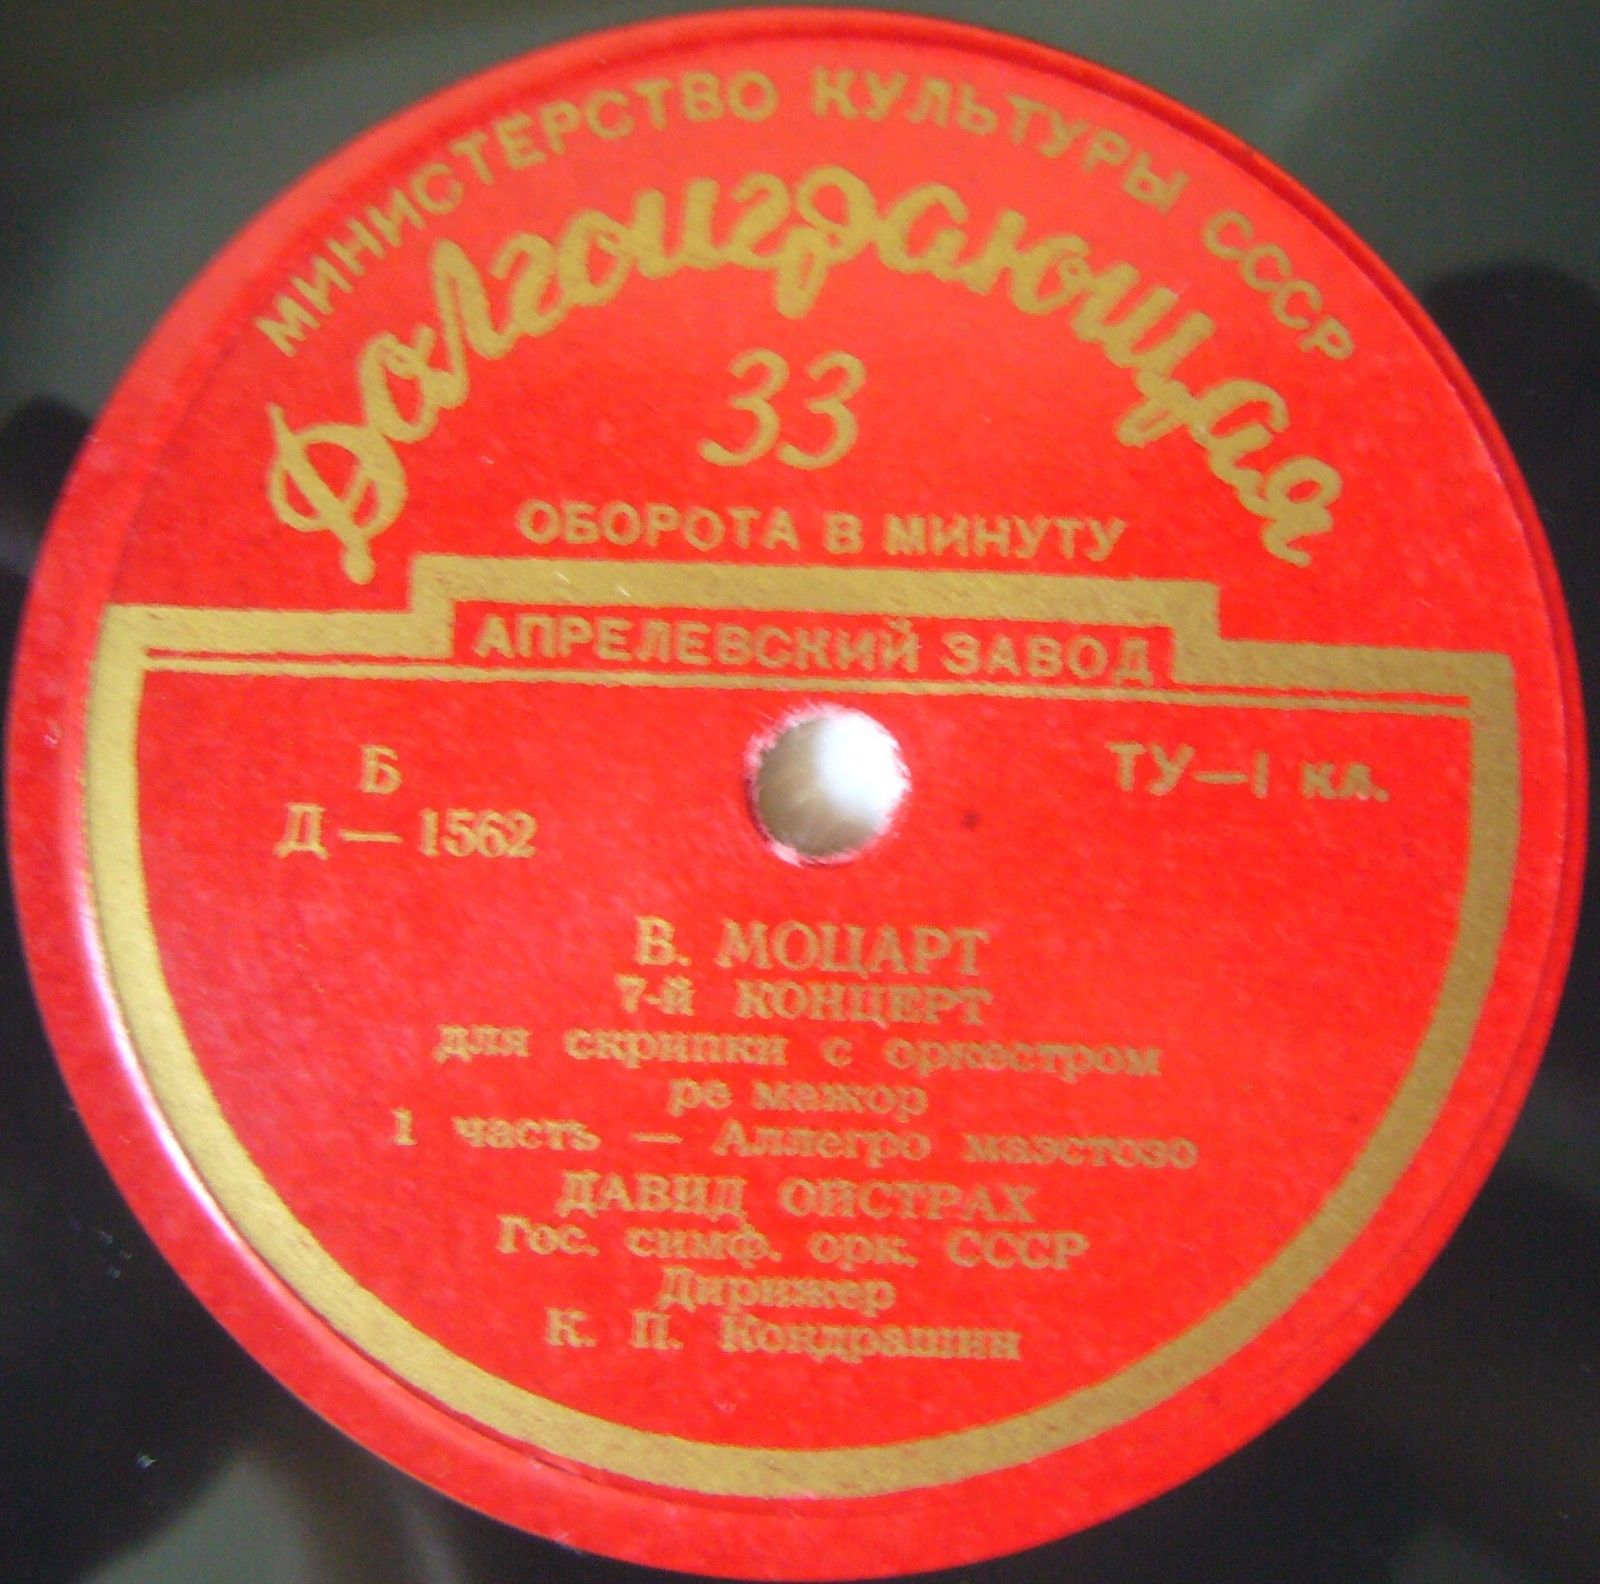 МИНИСТЕРСТВО КУЛЬТУРЫ СССР
Долгоиграющая
33
ОБОРОТА В МИНУТУ
АПРЕЛЕВСКИЙ ЗАВОД
Б
Д — 1562
ТУ—1 кл.
В. МОЦАРТ
7-й КОНЦЕРТ
для скрипки с оркестром
ре мажор
1 часть — Аллегро маэстозо
ДАВИД ОЙСТРАХ
Гос. симф. орк. СССР
Дирижер
К. П. Кондрашин